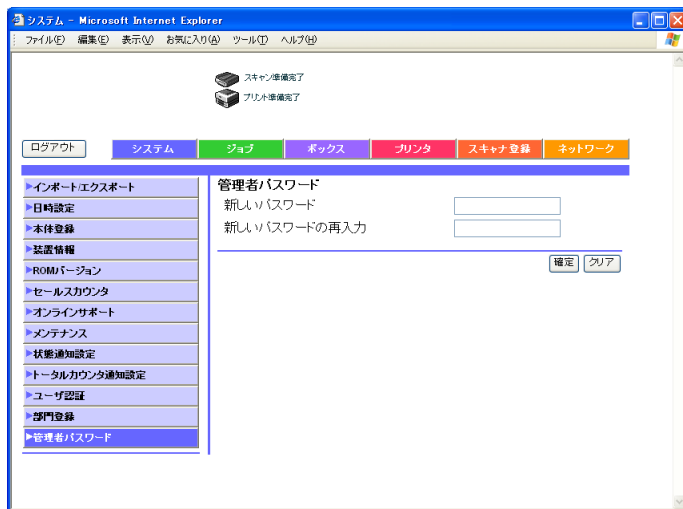 システム - Microsoft Internet Explorer
ファイル(F) 編集(E) 表示(V) お気に入り(A) ツール(T) ヘルプ(H)
スキャン準備完了
プリント準備完了
ログアウト システム ジョブ ボックス プリンタ スキャナ登録 ネットワーク
インポート/エクスポート
日時設定
本体登録
装置情報
ROMバージョン
セールスカウンタ
オンラインサポート
メンテナンス
状態通知設定
トータルカウンタ通知設定
ユーザ認証
部門登録
管理者パスワード
管理者パスワード
新しいパスワード
新しいパスワードの再入力
確定 クリア